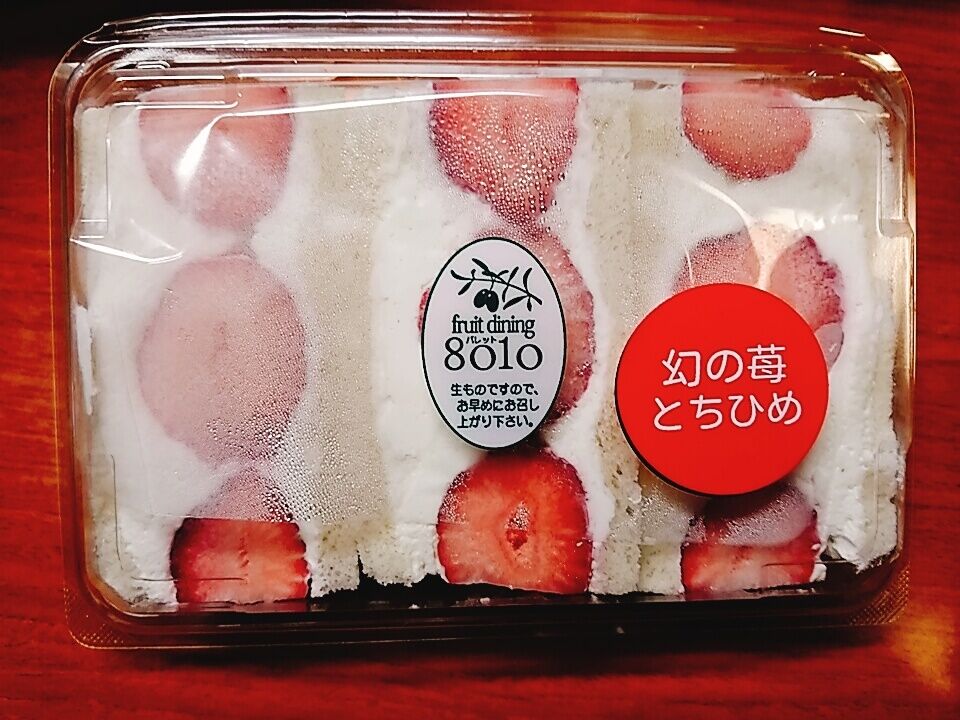 fruit dining
パレット
8010
生ものですので、
お早めにお召し
上がり下さい。
幻の苺
とちひめ